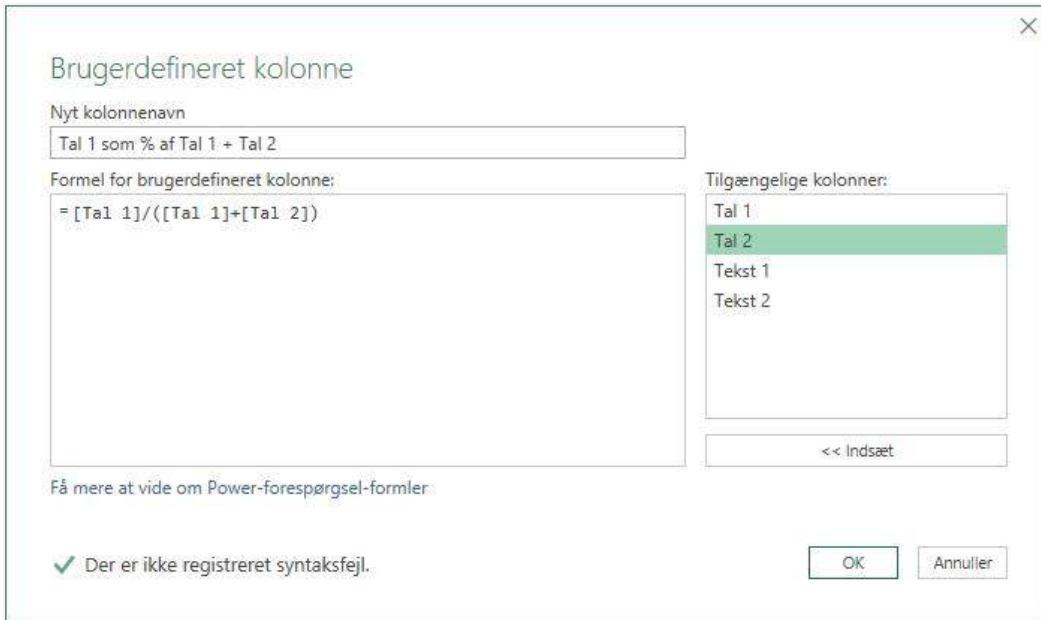 Brugerdefineret kolonne
Nyt kolonnenavn
Tal 1 som % af Tal 1 + Tal 2
Formel for brugerdefineret kolonne:
= [Tal 1]/([Tal 1]+[Tal 2])
Tilgængelige kolonner:
Tal 1
Tal 2
Tekst 1
Tekst 2
<< Indsæt
Få mere at vide om Power-forespørgsel-formler
Der er ikke registreret syntaksfejl.
OK
Annuller